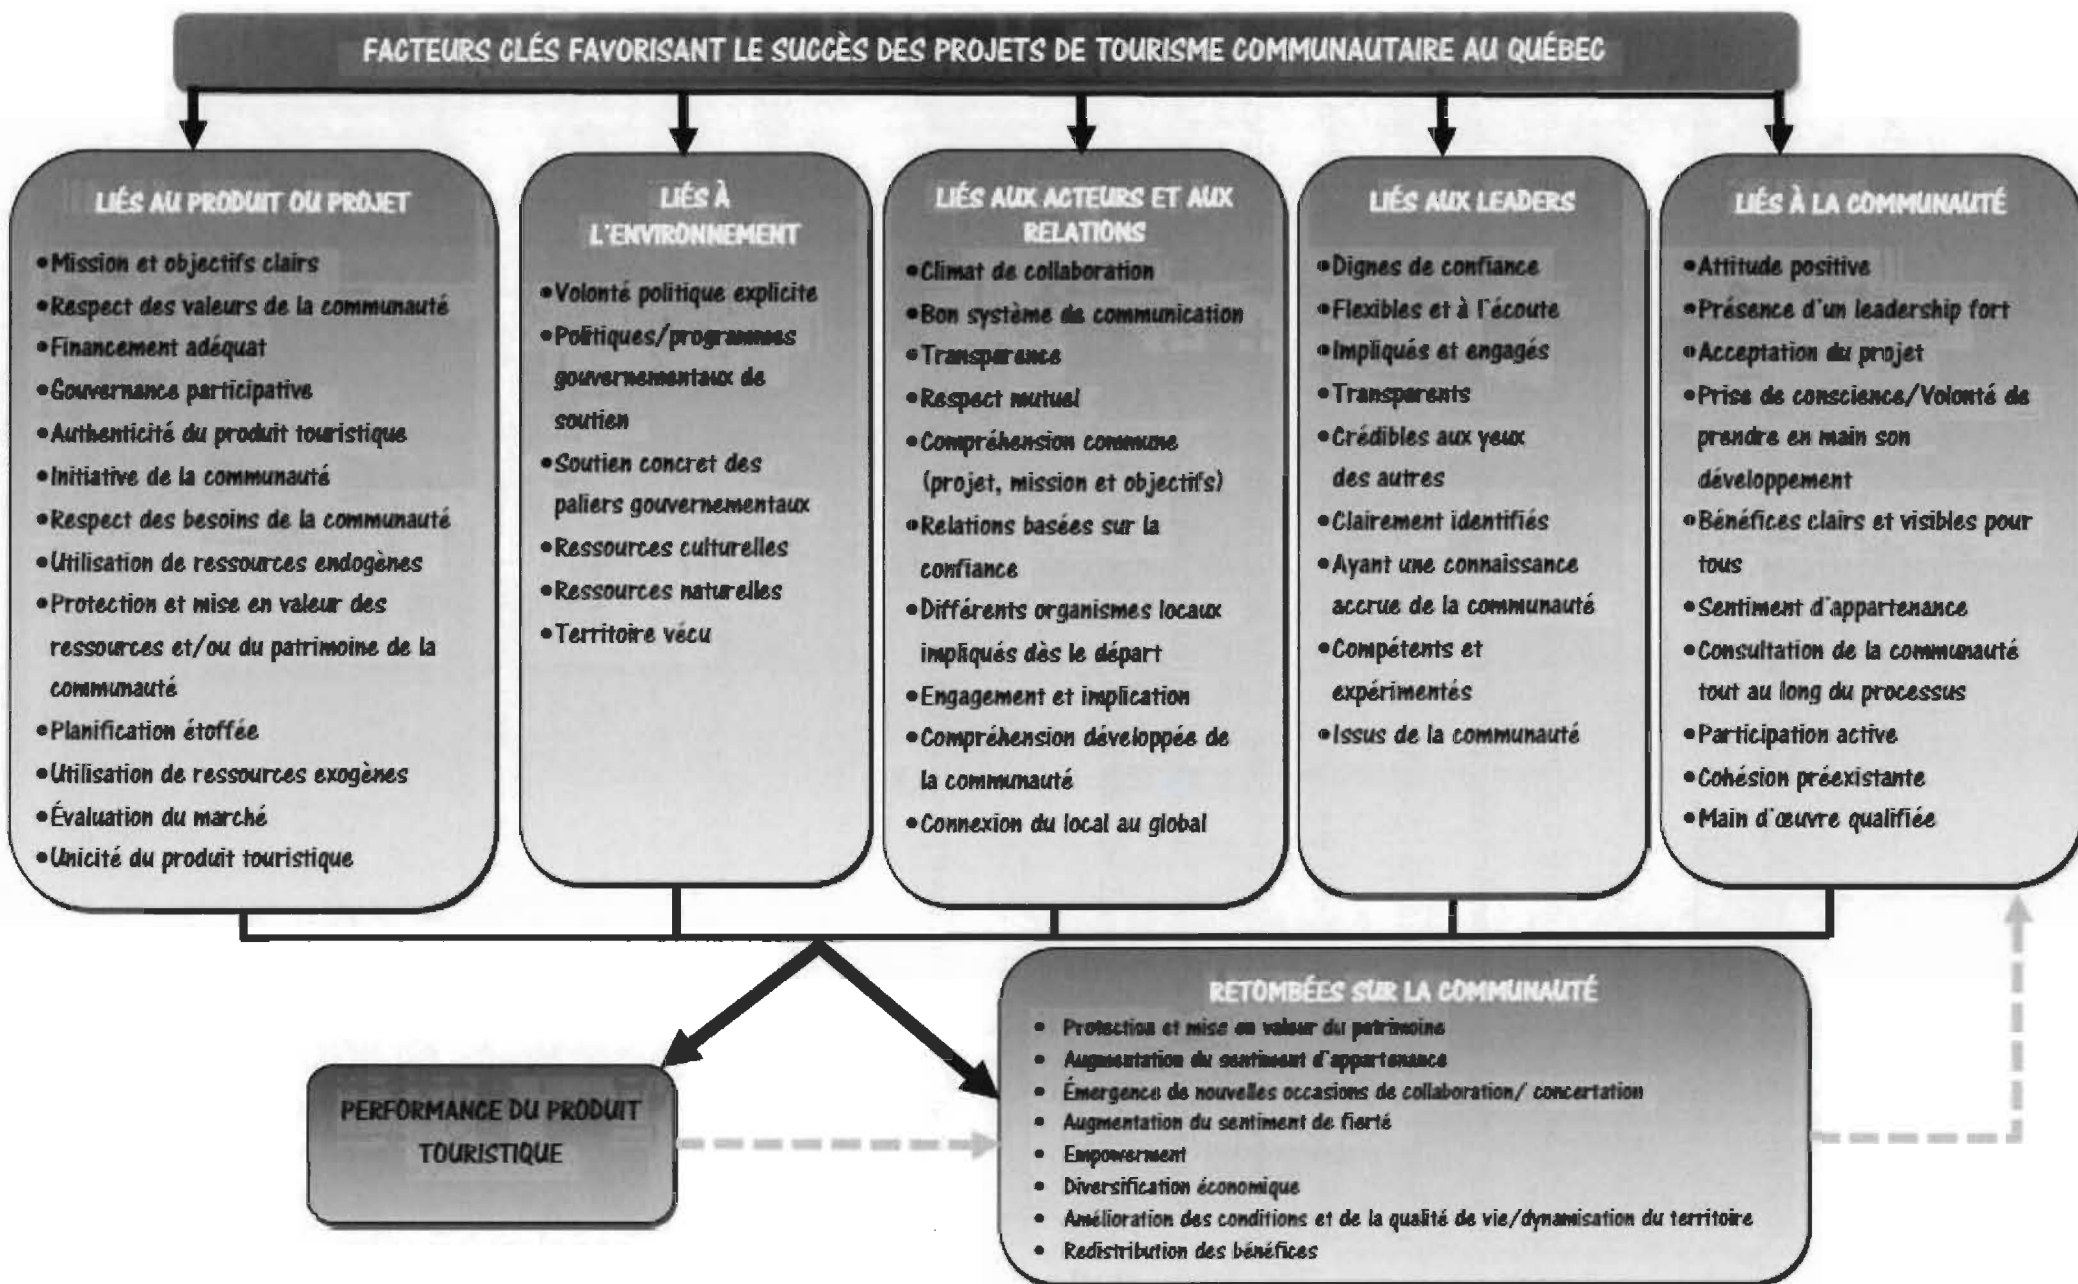 FACTEURS CLÉS FAVORISANT LE SUCCÈS DES PROJETS DE TOURISME COMMUNAUTAIRE AU QUÉBEC
LIÉS AU PRODUIT OU PROJET
•Mission et objectifs clairs
•Respect des valeurs de la communauté
•Financement adéquat
•Gouvernance participative
•Authenticité du produit touristique
•Initiative de la communauté
•Respect des besoins de la communauté
•Utilisation de ressources endogènes
•Protection et mise en valeur des
ressources et/ou du patrimoine de la
communauté
•Planification étoffée
•Utilisation de ressources exogènes
•Évaluation du marché
•Unicité du produit touristique
LIÉS À
L'ENVIRONNEMENT
•Volonté politique explicite
•Politiques/programmes
gouvernementaux de
soutien
•Soutien concret des
paliers gouvernementaux
•Ressources culturelles
•Ressources naturelles
•Territoire vécu
LIÉS AUX ACTEURS ET AUX
RELATIONS
•Climat de collaboration
•Bon système de communication
•Transparence
•Respect mutuel
•Compréhension commune
(projet, mission et objectifs)
•Relations basées sur la
confiance
•Différents organismes locaux
impliqués dès le départ
•Engagement et implication
•Compréhension développée de
la communauté
•Connexion du local au global
LIÉS AUX LEADERS
•Dignes de confiance
•Flexibles et à l'écoute
•Impliqués et engagés
•Transparents
•Crédibles aux yeux
des autres
•Clairement identifiés
•Ayant une connaissance
accrue de la communauté
•Compétents et
expérimentés
•Issus de la communauté
LIÉS À LA COMMUNAUTÉ
•Attitude positive
•Présence d'un leadership fort
•Acceptation du projet
•Prise de conscience/Volonté de
prendre en main son
développement
•Bénéfices clairs et visibles pour
tous
•Sentiment d'appartenance
•Consultation de la communauté
tout au long du processus
•Participation active
•Cohésion préexistante
•Main d'œuvre qualifiée
PERFORMANCE DU PRODUIT
TOURISTIQUE
RETOMBÉES SUR LA COMMUNAUTÉ
• Protection et mise en valeur du patrimoine
• Augmentation du sentiment d'appartenance
• Émergence de nouvelles occasions de collaboration/ concertation
• Augmentation du sentiment de fierté
• Empowerment
• Diversification économique
• Amélioration des conditions et de la qualité de vie/dynamisation du territoire
• Redistribution des bénéfices